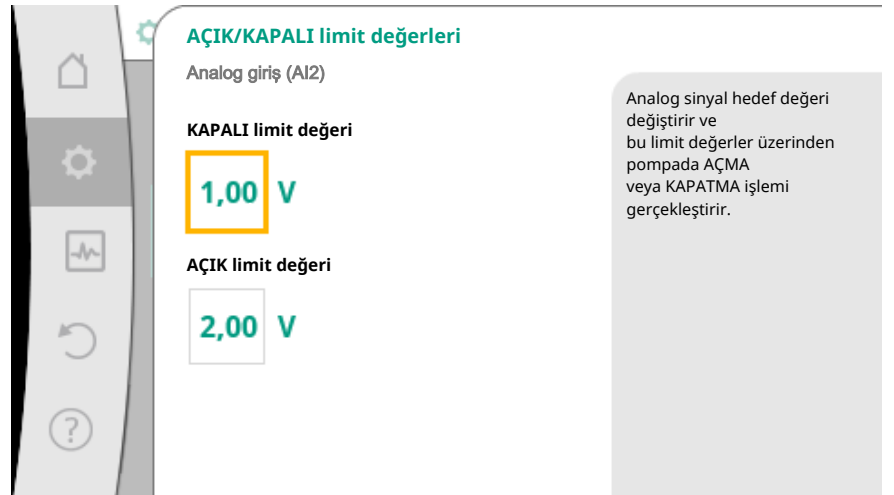 AÇIK/KAPALI limit değerleri
Analog giriş (AI2)
KAPALI limit değeri
1,00 V
AÇIK limit değeri
2,00 V
Analog sinyal hedef değeri
değiştirir ve
bu limit değerler üzerinden
pompada AÇMA
veya KAPATMA işlemi
gerçekleştirir.
?